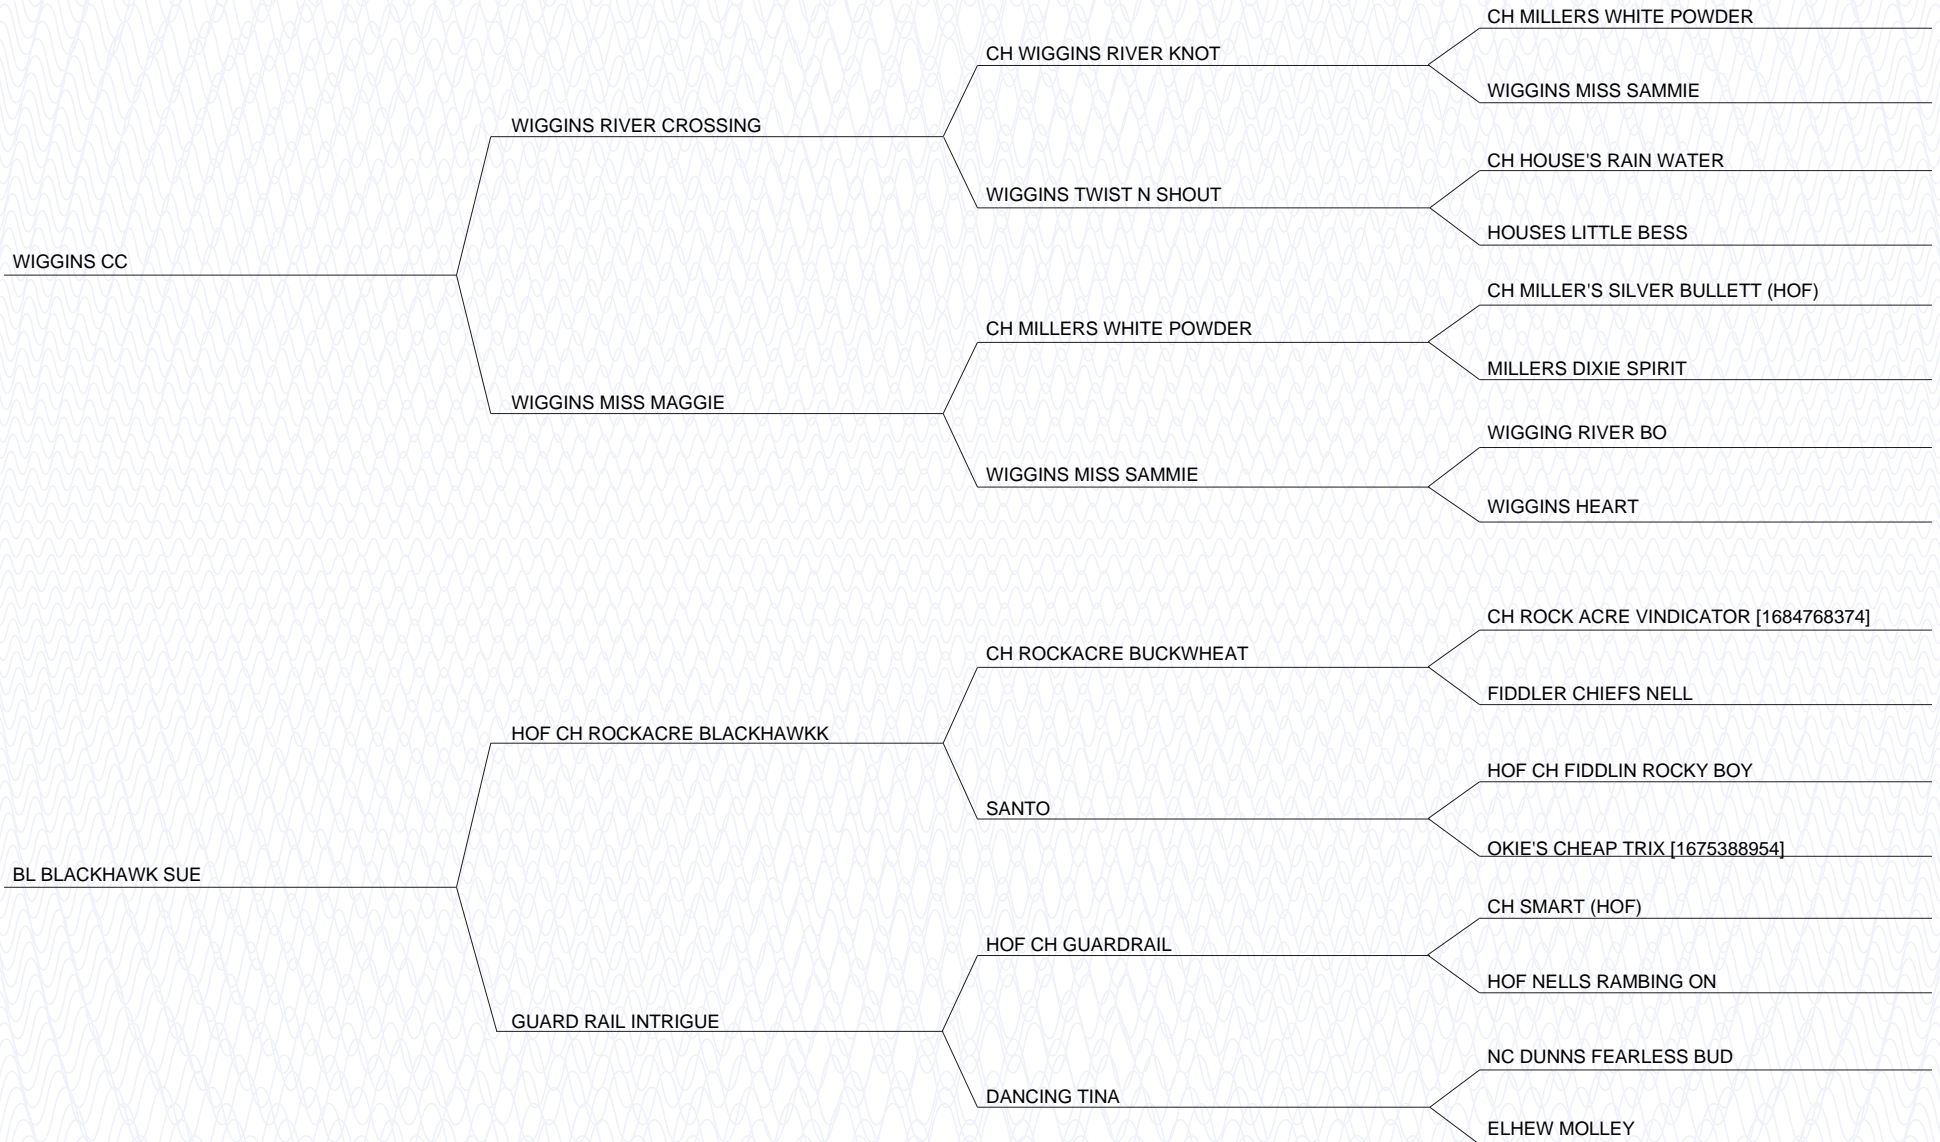 CH MILLERS WHITE POWDER
CH WIGGINS RIVER KNOT
WIGGINS MISS SAMMIE
WIGGINS RIVER CROSSING
CH HOUSE'S RAIN WATER
WIGGINS TWIST N SHOUT
HOUSES LITTLE BESS
WIGGINS CC
CH MILLER'S SILVER BULLETT (HOF)
CH MILLERS WHITE POWDER
MILLERS DIXIE SPIRIT
WIGGINS MISS MAGGIE
WIGGING RIVER BO
WIGGINS MISS SAMMIE
WIGGINS HEART
CH ROCK ACRE VINDICATOR [1684768374]
CH ROCKACRE BUCKWHEAT
FIDDLER CHIEFS NELL
HOF CH ROCKACRE BLACKHAWKK
HOF CH FIDDLIN ROCKY BOY
SANTO
OKIE'S CHEAP TRIX [1675388954]
BL BLACKHAWK SUE
CH SMART (HOF)
HOF CH GUARDRAIL
HOF NELLS RAMBING ON
GUARD RAIL INTRIGUE
NC DUNNS FEARLESS BUD
DANCING TINA
ELHEW MOLLEY